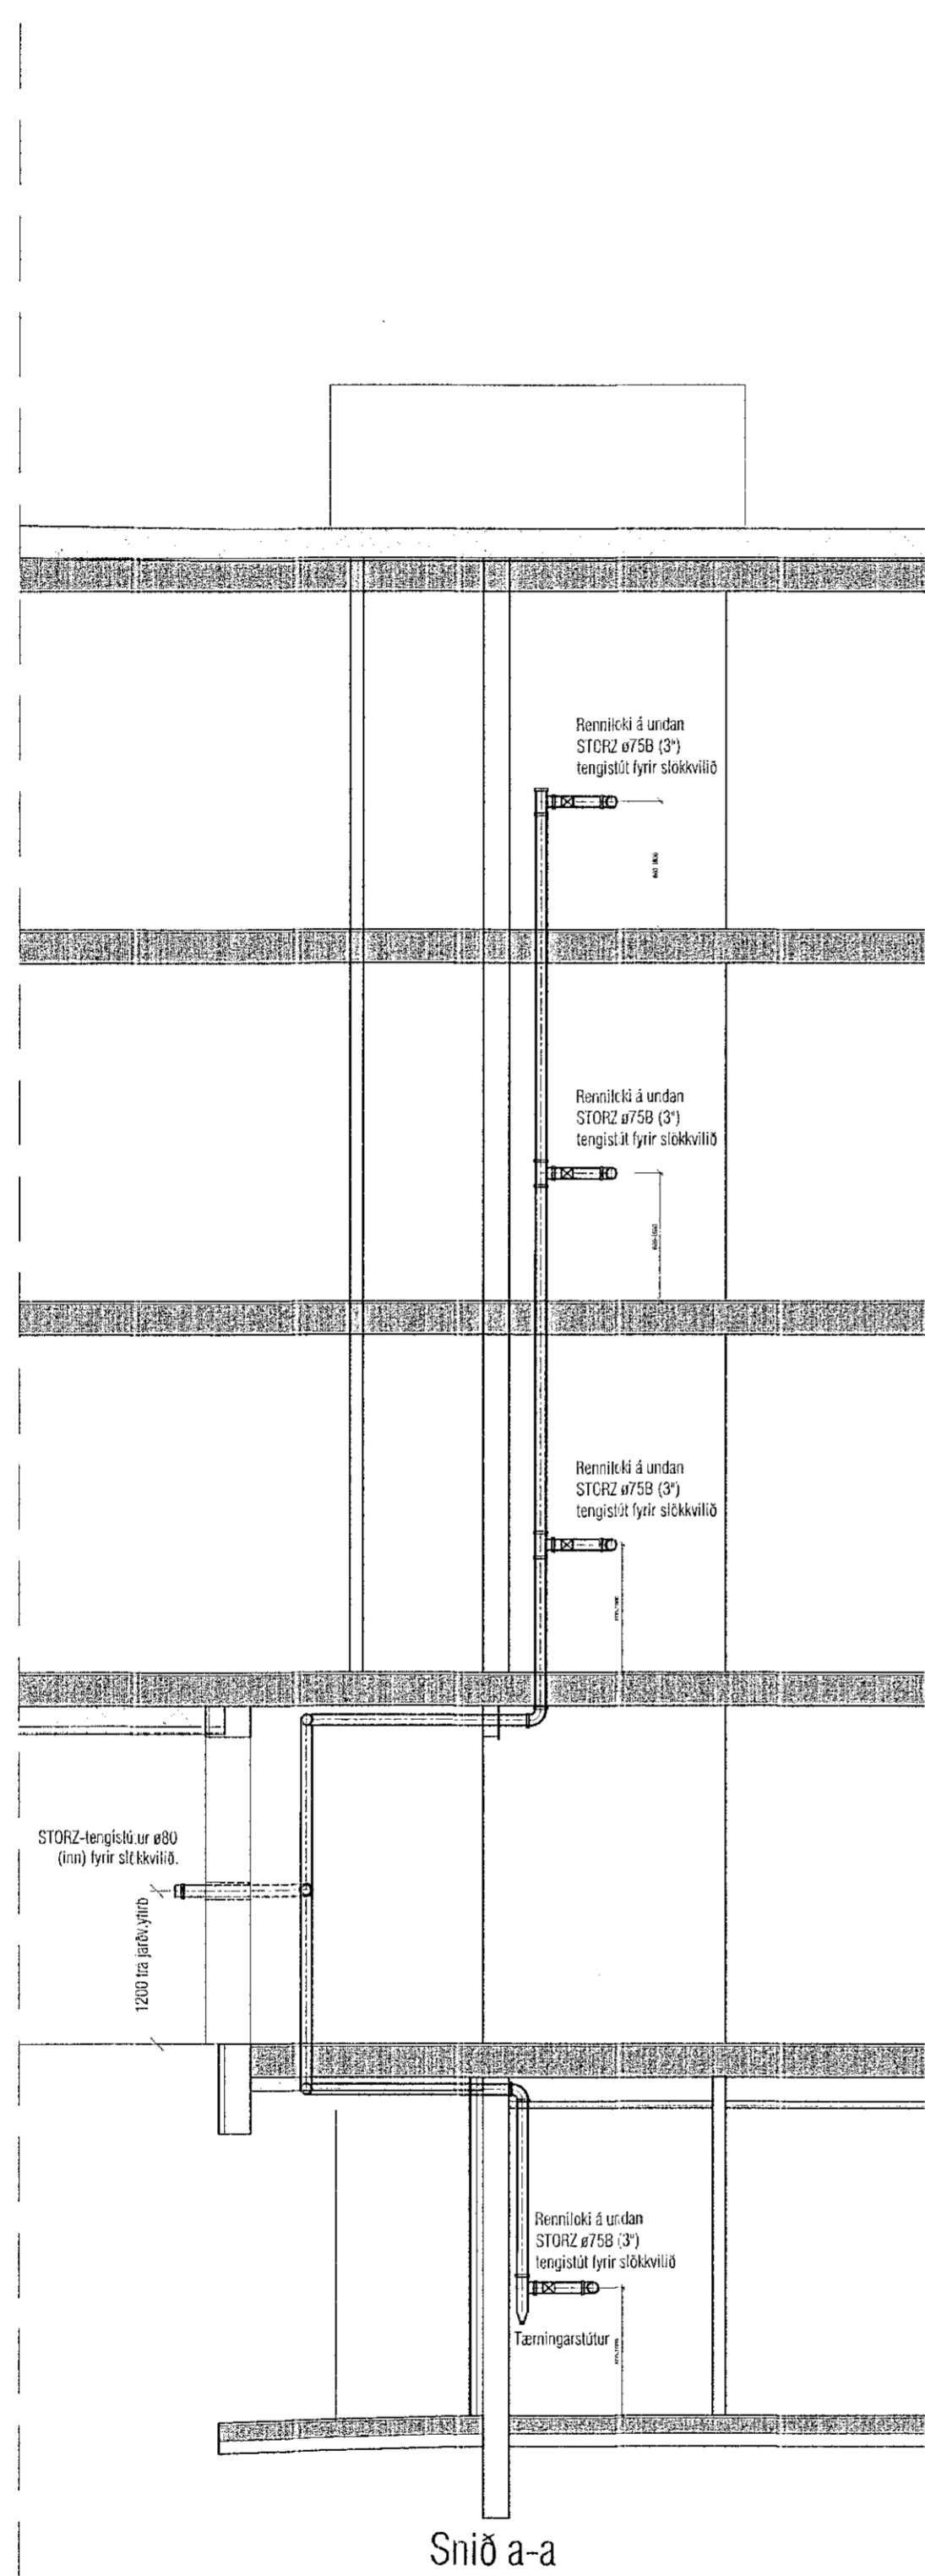 Renniloki á undan
STORZ ø75B (3")
tengistút fyrir slökkvilið
Renniloki á undan
STORZ ø75B (3")
tengistút fyrir slökkvilið
Renniloki á undan
STORZ ø75B (3")
tengistút fyrir slökkvilið
STORZ-tengistútur ø80
(inn) fyrir slökkvilið.
1200 frá jarðv.yfirb
Renniloki á undan
STORZ ø75B (3")
tengistút fyrir slökkvilið
Tærningarstútur
Snið a-a